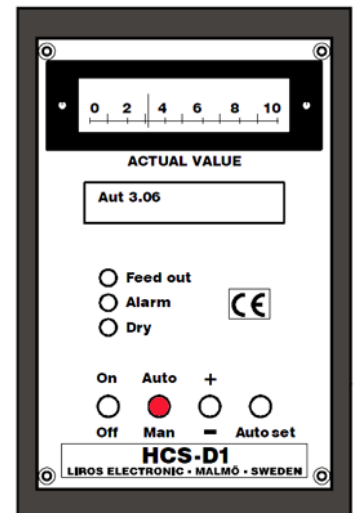 0 2 4 6 8 10
ACTUAL VALUE
Aut 3.06
Feed out
Alarm
CE
Dry
On Auto +
Off Man − Auto set
HCS-D1
LIROS ELECTRONIC • MALMÖ • SWEDEN